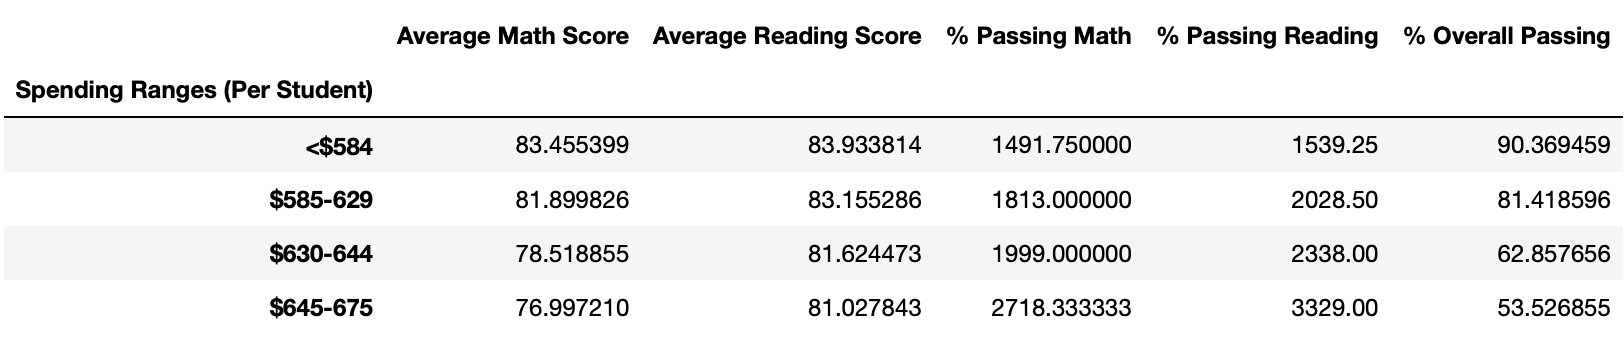 Average Math Score Average Reading Score % Passing Math % Passing Reading % Overall Passing
Spending Ranges (Per Student)
<$584 83.455399 83.933814 1491.750000 1539.25 90.369459
$585-629 81.899826 83.155286 1813.000000 2028.50 81.418596
$630-644 78.518855 81.624473 1999.000000 2338.00 62.857656
$645-675 76.997210 81.027843 2718.333333 3329.00 53.526855